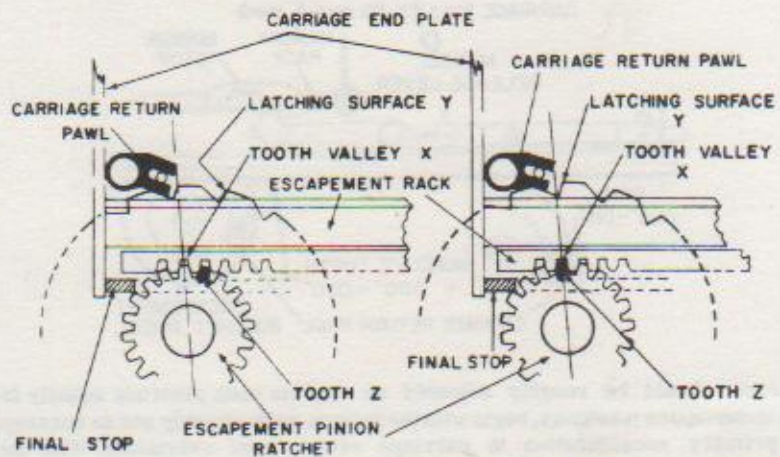 CARRIAGE END PLATE
CARRIAGE RETURN
PAWL
LATCHING SURFACE Y
TOOTH VALLEY X
ESCAPEMENT RACK
CARRIAGE RETURN PAWL
LATCHING SURFACE
Y
TOOTH VALLEY
X
FINAL STOP
TOOTH Z
ESCAPEMENT PINION
RATCHET
FINAL STOP
TOOTH Z